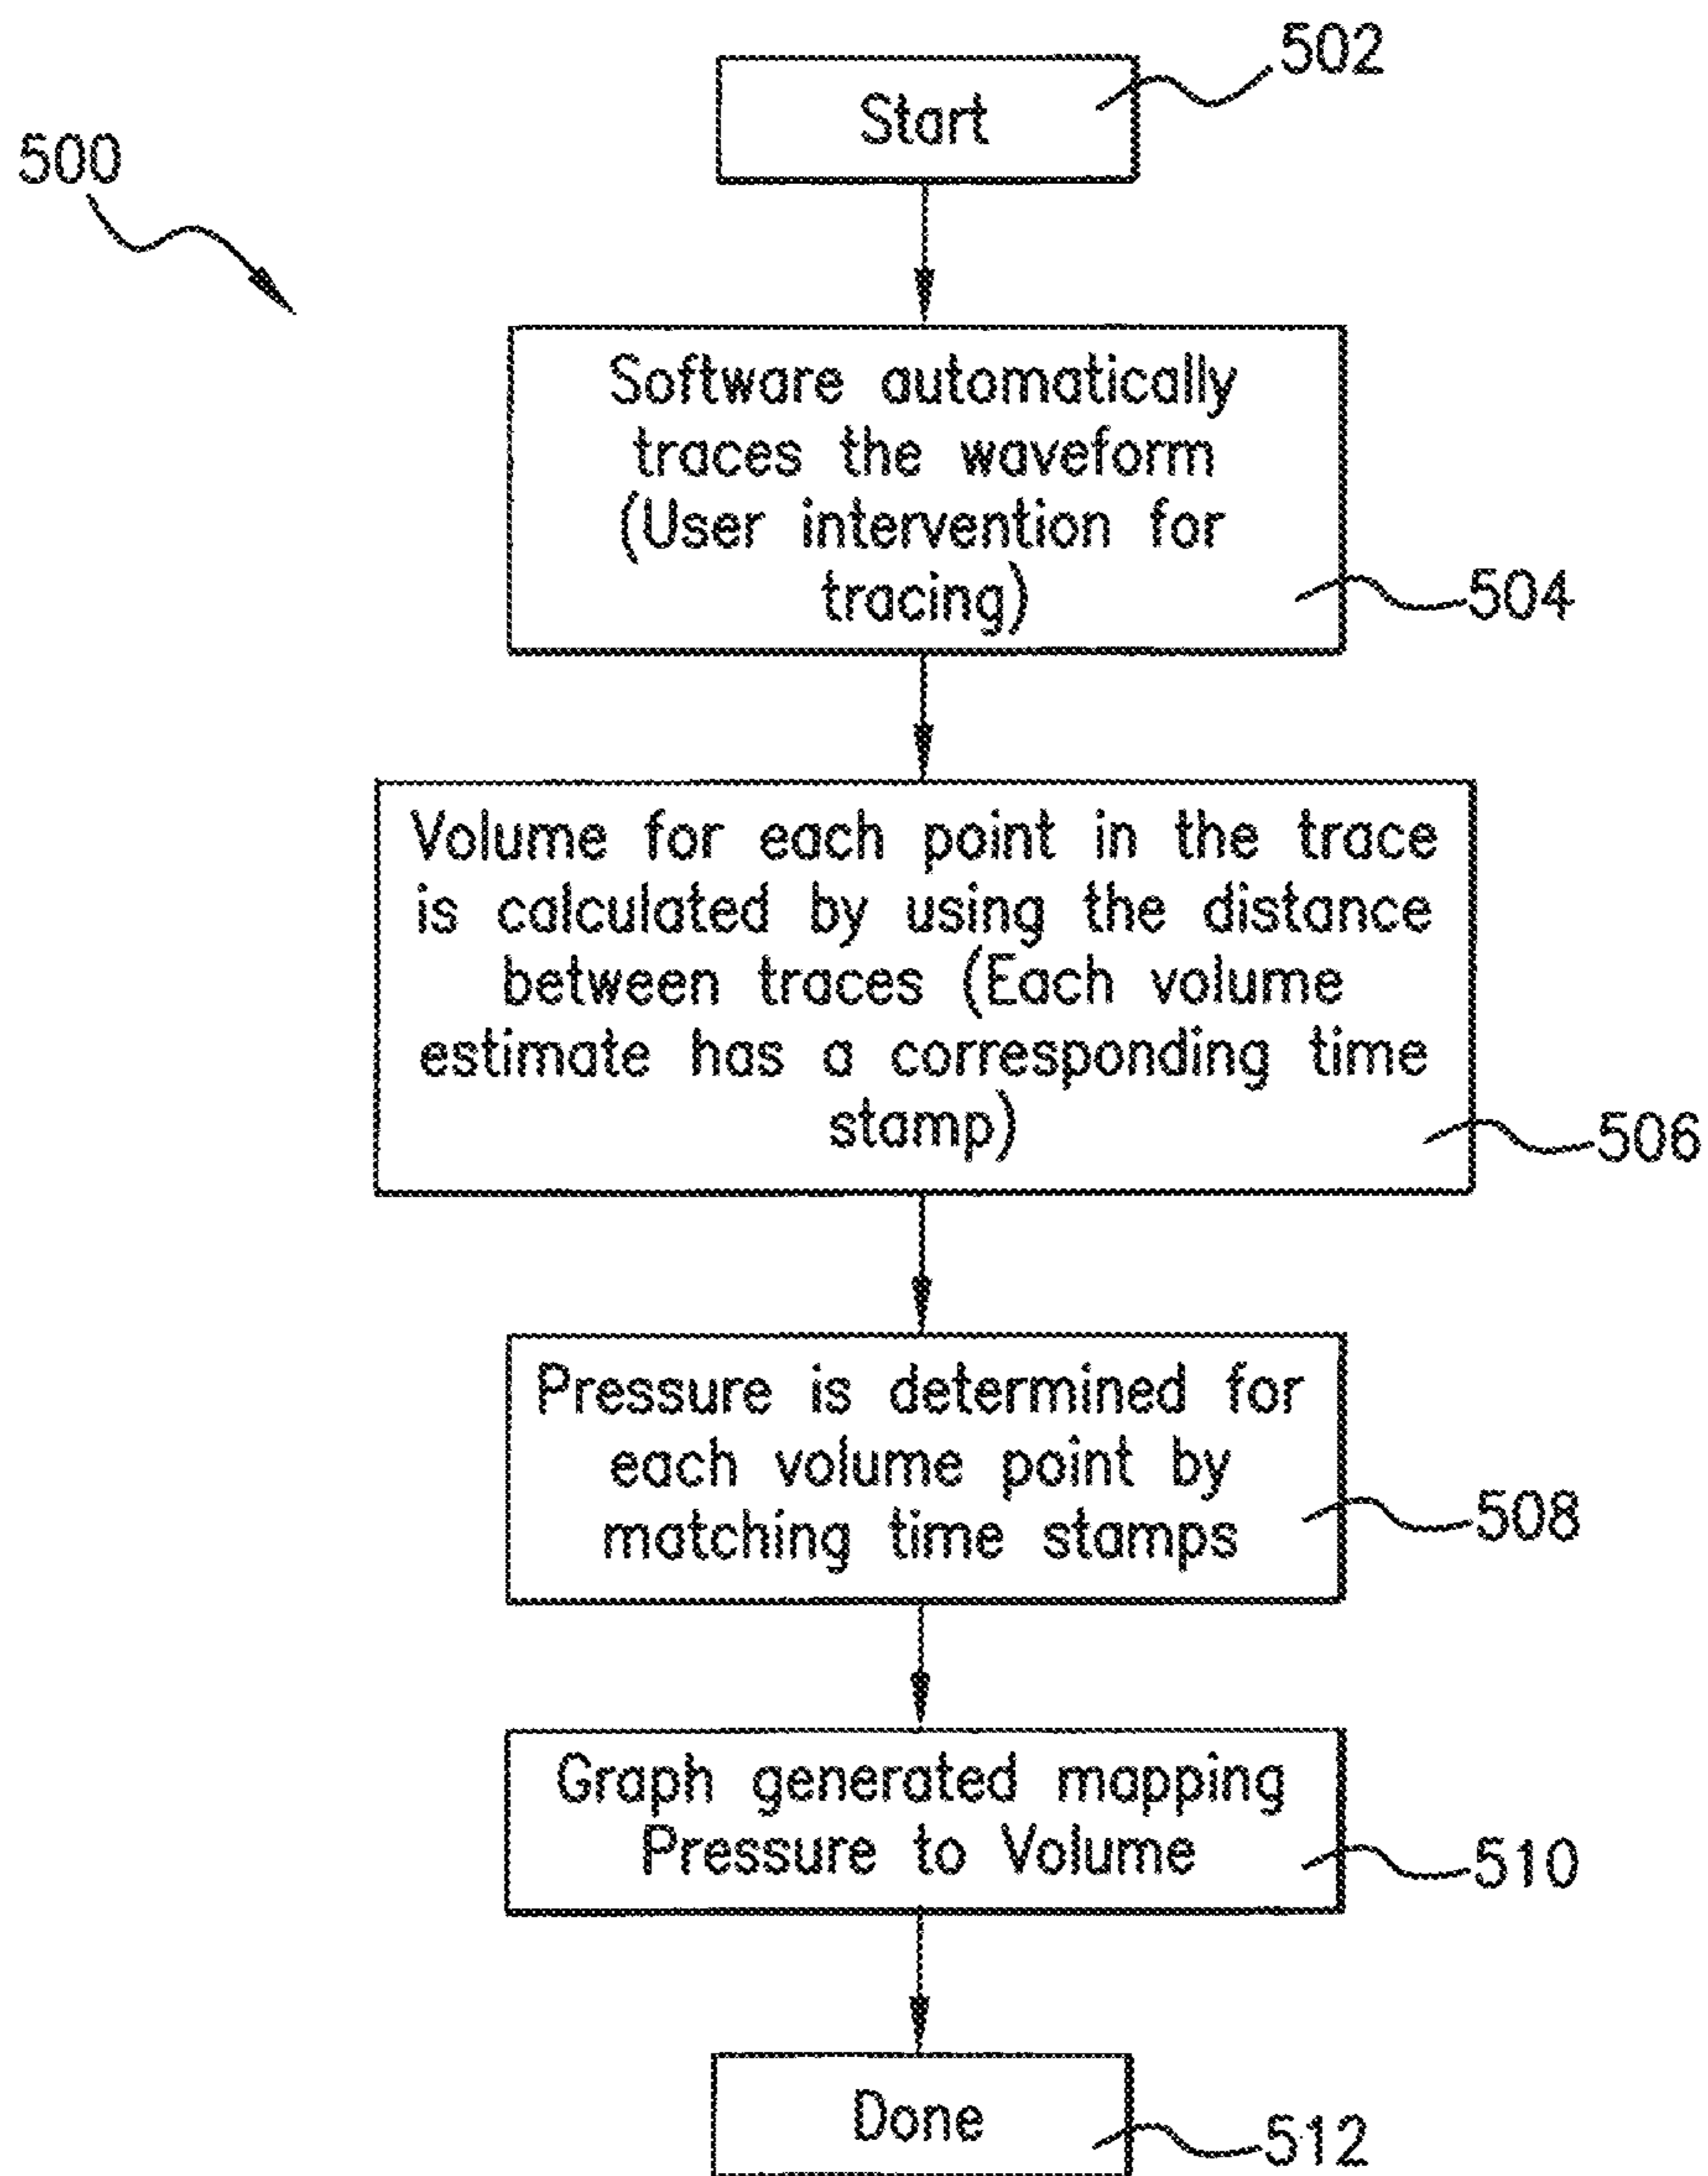 502
Start
500
Software automatically
traces the waveform
(User intervention for
tracing)
504
Volume for each point in the trace
is calculated by using the distance
between traces (Each volume
estimate has a corresponding time
stamp)
506
Pressure is determined for
each volume point by
matching time stamps
508
Graph generated mapping
Pressure to Volume
510
Done
512